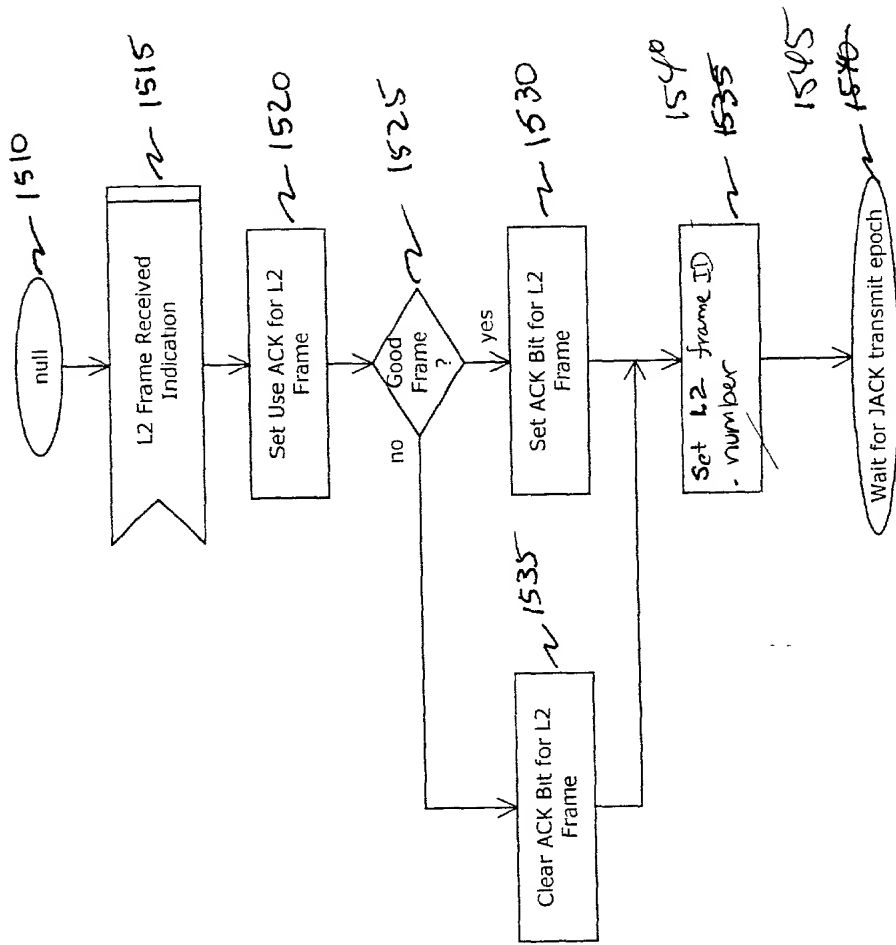 null
1510
L2 Frame Received
Indication
1515
Set Use ACK for L2
Frame
1520
Good
Frame
?
1525
no
yes
Set ACK Bit for L2
Frame
1530
Clear ACK Bit for L2
Frame
1535
Set L2 frame ID
- number
1540
1535
Wait for JACK transmit epoch
1545
1540